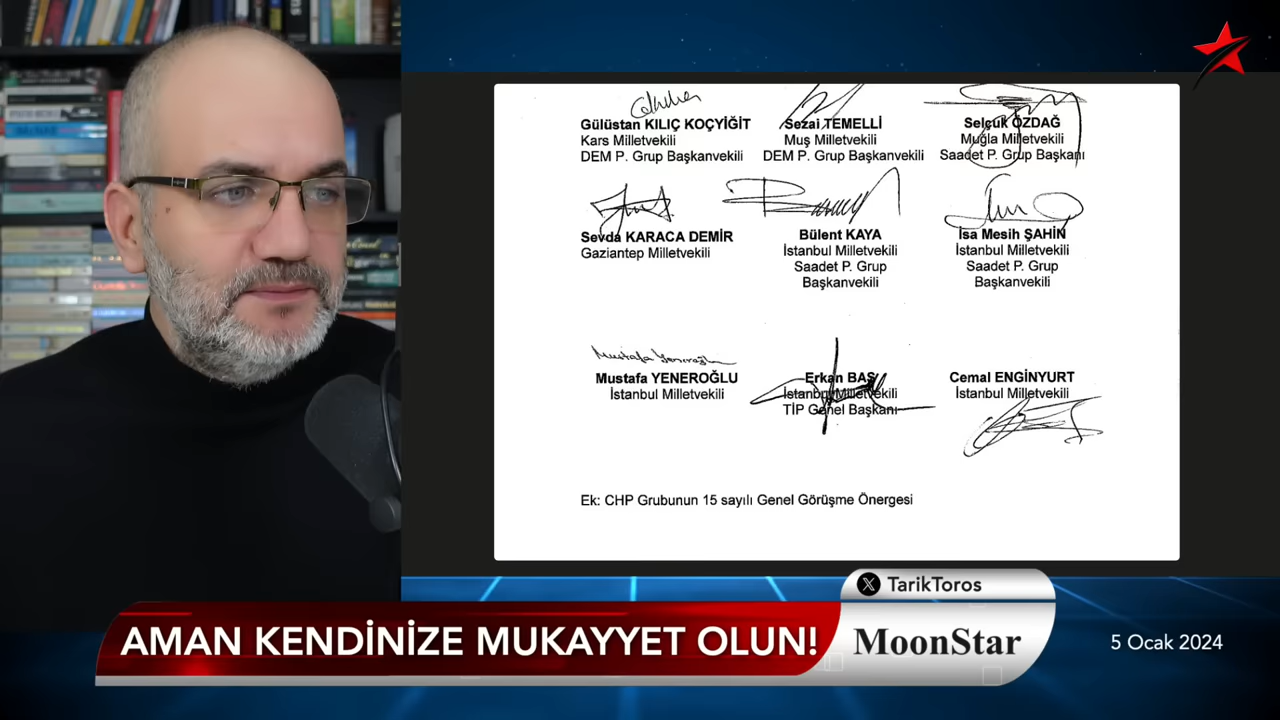 Gülüstan KILIÇ KOÇYİĞİT
Kars Milletvekili
DEM P. Grup Başkanvekili
Sezai TEMELLİ
Muş Milletvekili
DEM P. Grup Başkanvekili
Selçuk ÖZDAĞ
Muğla Milletvekili
Saadet P. Grup Başkanı
Sevda KARACA DEMİR
Gaziantep Milletvekili
Bülent KAYA
İstanbul Milletvekili
Saadet P. Grup
Başkanvekili
İsa Mesih ŞAHİN
İstanbul Milletvekili
Saadet P. Grup
Başkanvekili
Mustafa Yeneroğlu
Mustafa YENEROĞLU
İstanbul Milletvekili
Erkan BAŞ
İstanbul Milletvekili
TİP Genel Başkanı
Cemal ENGİNYURT
İstanbul Milletvekili
Ek: CHP Grubunun 15 sayılı Genel Görüşme Önergesi
X TarikToros
AMAN KENDİNİZE MUKAYYET OLUN!
MoonStar
5 Ocak 2024